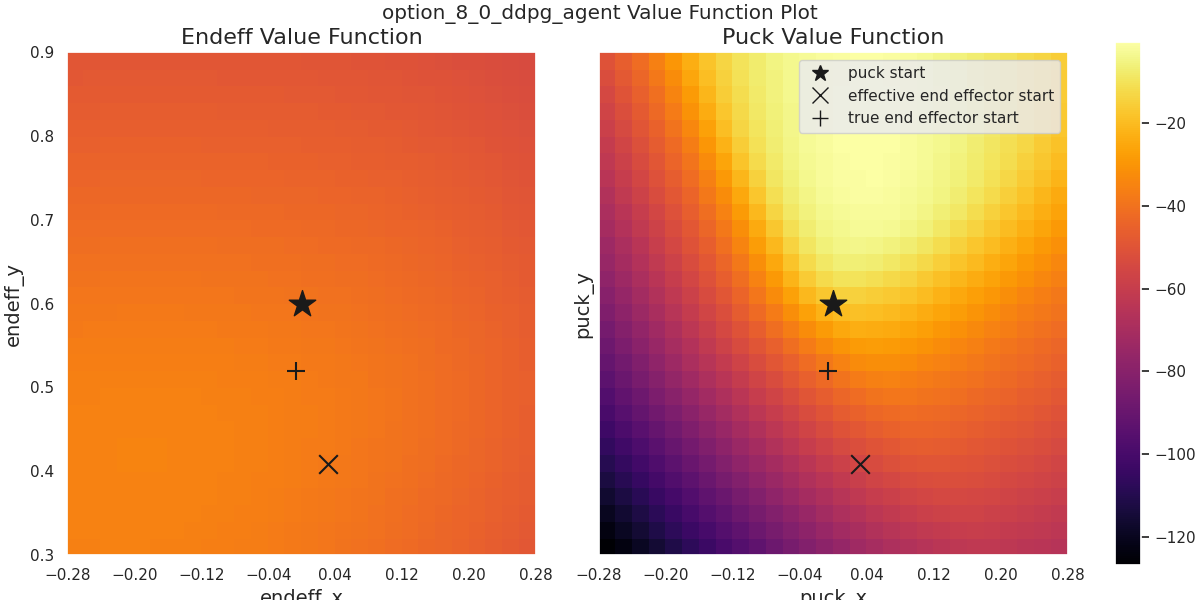 option_8_0_ddpg_agent Value Function Plot
Endeff Value Function
Puck Value Function
0.9
0.8
0.7
0.6
0.5
0.4
0.3
endeff_y
−0.28 −0.20 −0.12 −0.04 0.04 0.12 0.20 0.28
endeff_x
puck_y
puck start
effective end effector start
true end effector start
−0.28 −0.20 −0.12 −0.04 0.04 0.12 0.20 0.28
puck_x
−20
−40
−60
−80
−100
−120